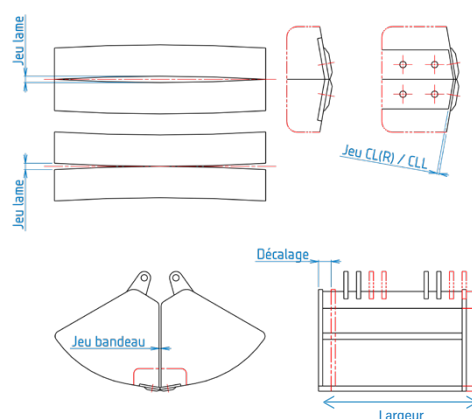 Jeu lame
Jeu lame
Jeu CL(R) / CLL
Décalage
Jeu bandeau
Largeur